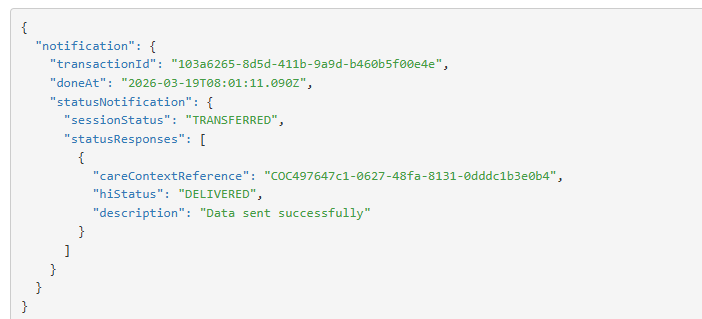 {
  "notification": {
    "transactionId": "103a6265-8d5d-411b-9a9d-b460b5f00e4e",
    "doneAt": "2026-03-19T08:01:11.090Z",
    "statusNotification": {
      "sessionStatus": "TRANSFERRED",
      "statusResponses": [
        {
          "careContextReference": "COC497647c1-0627-48fa-8131-0dddc1b3e0b4",
          "hiStatus": "DELIVERED",
          "description": "Data sent successfully"
        }
      ]
    }
  }
}